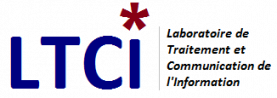 LTCI
Laboratoire de
Traitement et
Communication de
l'Information